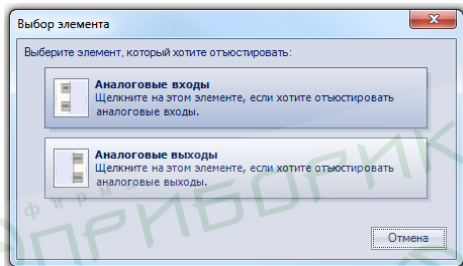 Выбор элемента
Выберите элемент, который хотите отъюстировать:
Аналоговые входы
Щелкните на этом элементе, если хотите отъюстировать
аналоговые входы.
Аналоговые выходы
Щелкните на этом элементе, если хотите отъюстировать
аналоговые выходы.
Отмена